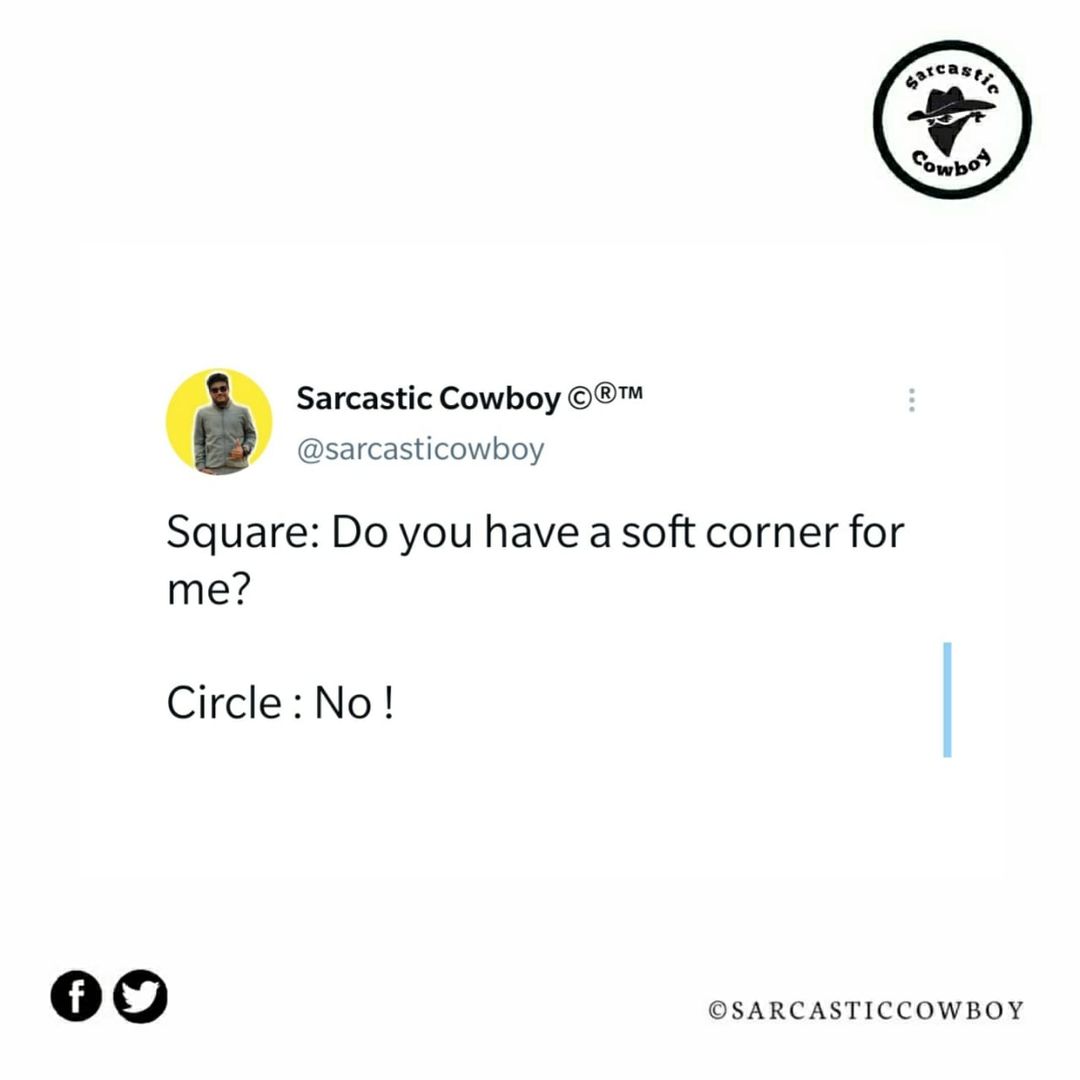 Sarcastic
Cowboy
Sarcastic Cowboy ©®™
@sarcasticowboy
Square: Do you have a soft corner for
me?
Circle : No !
f
©SARCASTICCOWBOY